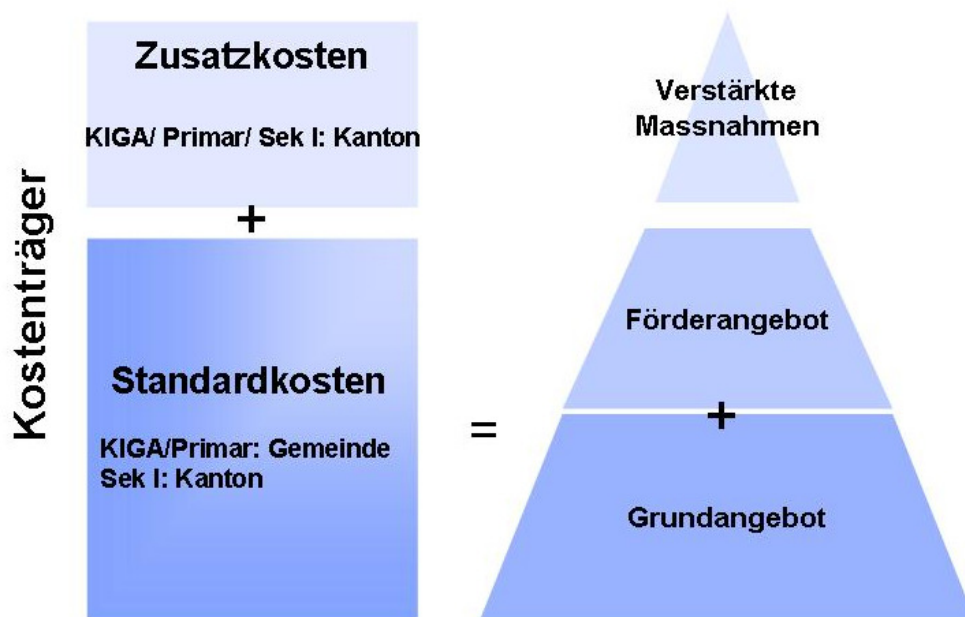 Kostenträger
Zusatzkosten
KIGA/ Primar/ Sek I: Kanton
+
Standardkosten
KIGA/Primar: Gemeinde
Sek I: Kanton
=
Verstärkte
Massnahmen
Förderangebot
+
Grundangebot